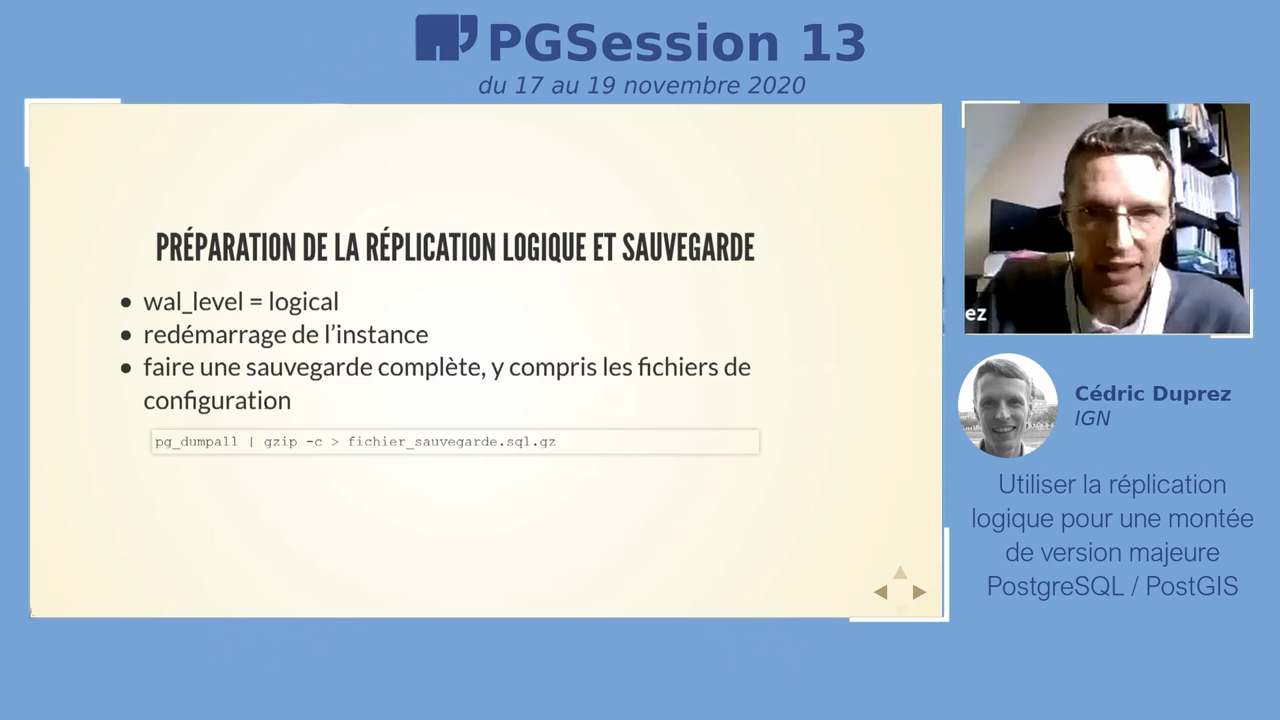 PGSession 13
du 17 au 19 novembre 2020
PRÉPARATION DE LA RÉPLICATION LOGIQUE ET SAUVEGARDE
• wal_level = logical
• redémarrage de l’instance
• faire une sauvegarde complète, y compris les fichiers de
configuration
pg_dumpall | gzip -c > fichier_sauvegarde.sql.gz
ez
Cédric Duprez
IGN
Utiliser la réplication
logique pour une montée
de version majeure
PostgreSQL / PostGIS